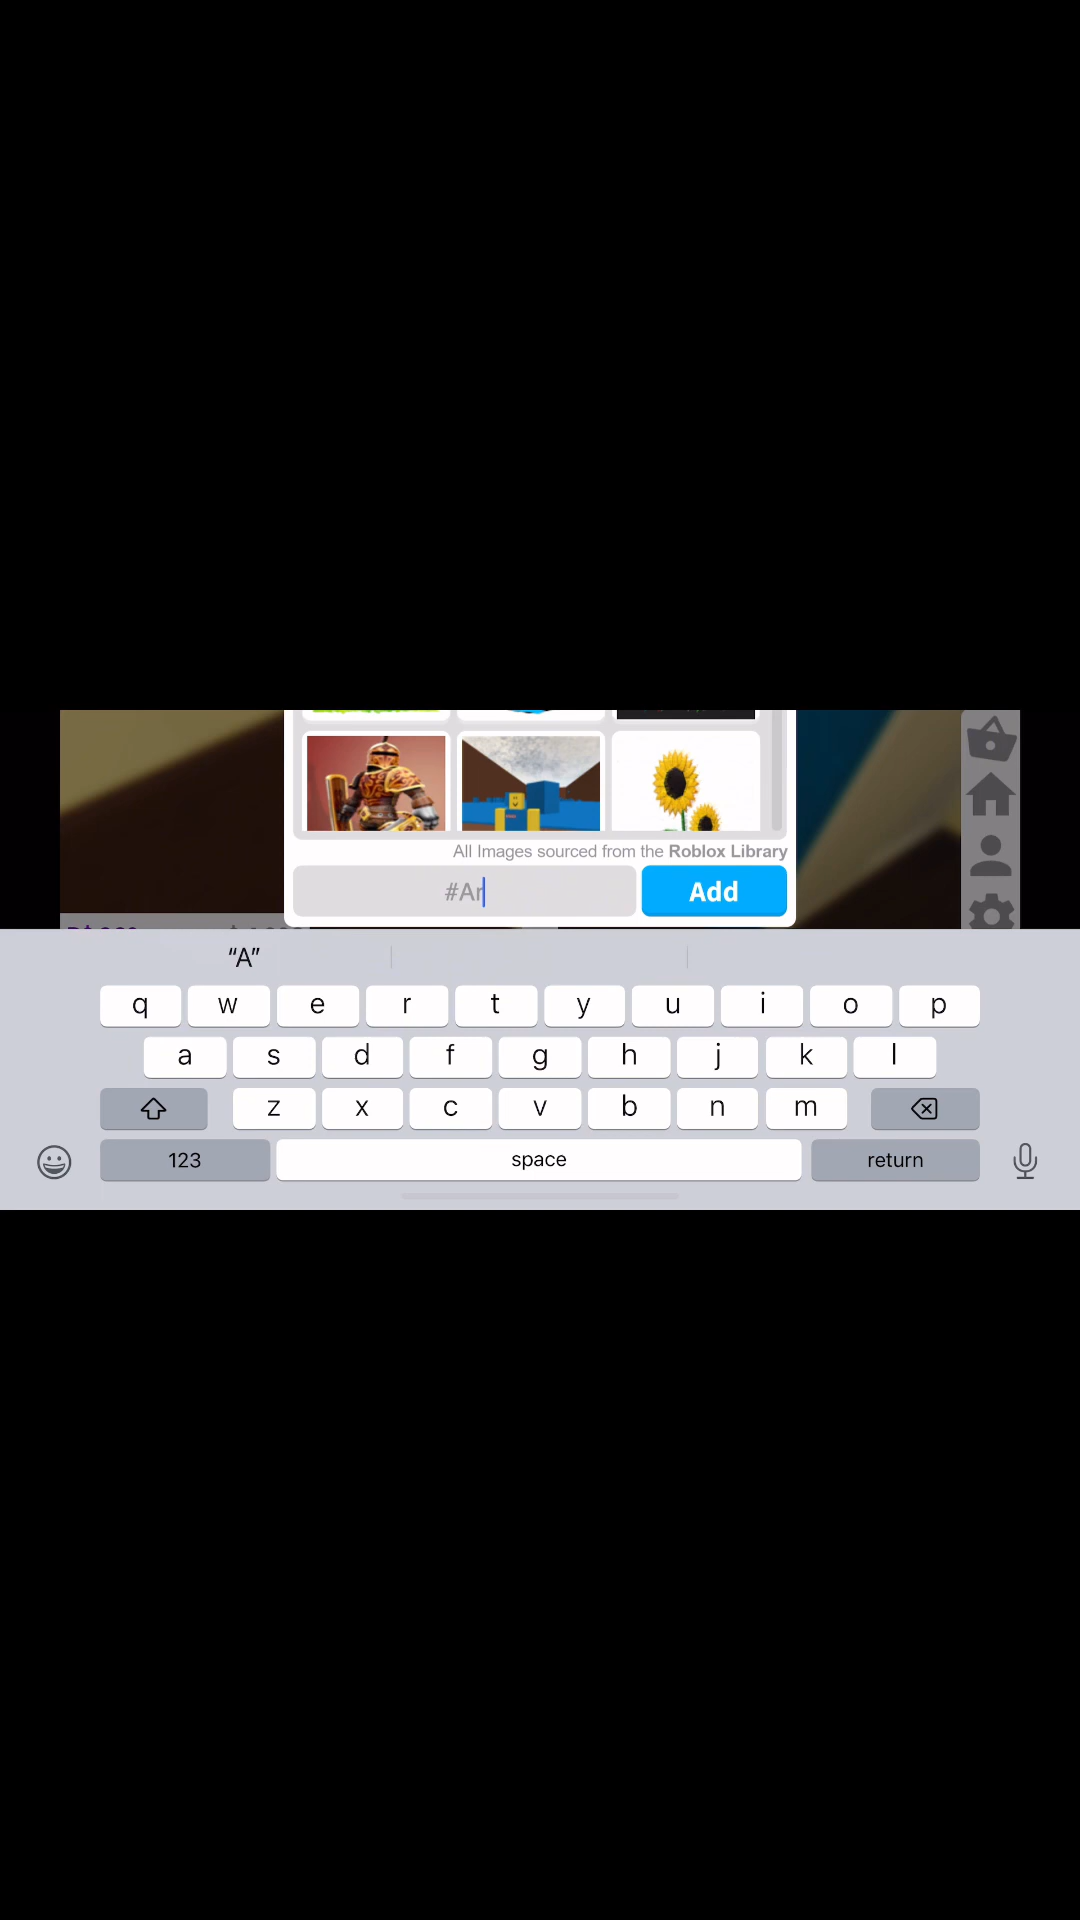 All Images sourced from the Roblox Library
#Ar
Add
“A”
q w e r t y u i o p
a s d f g h j k l
z x c v b n m
123 space return